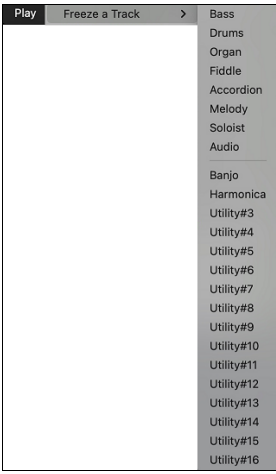 Play
Freeze a Track >
Bass
Drums
Organ
Fiddle
Accordion
Melody
Soloist
Audio
Banjo
Harmonica
Utility#3
Utility#4
Utility#5
Utility#6
Utility#7
Utility#8
Utility#9
Utility#10
Utility#11
Utility#12
Utility#13
Utility#14
Utility#15
Utility#16